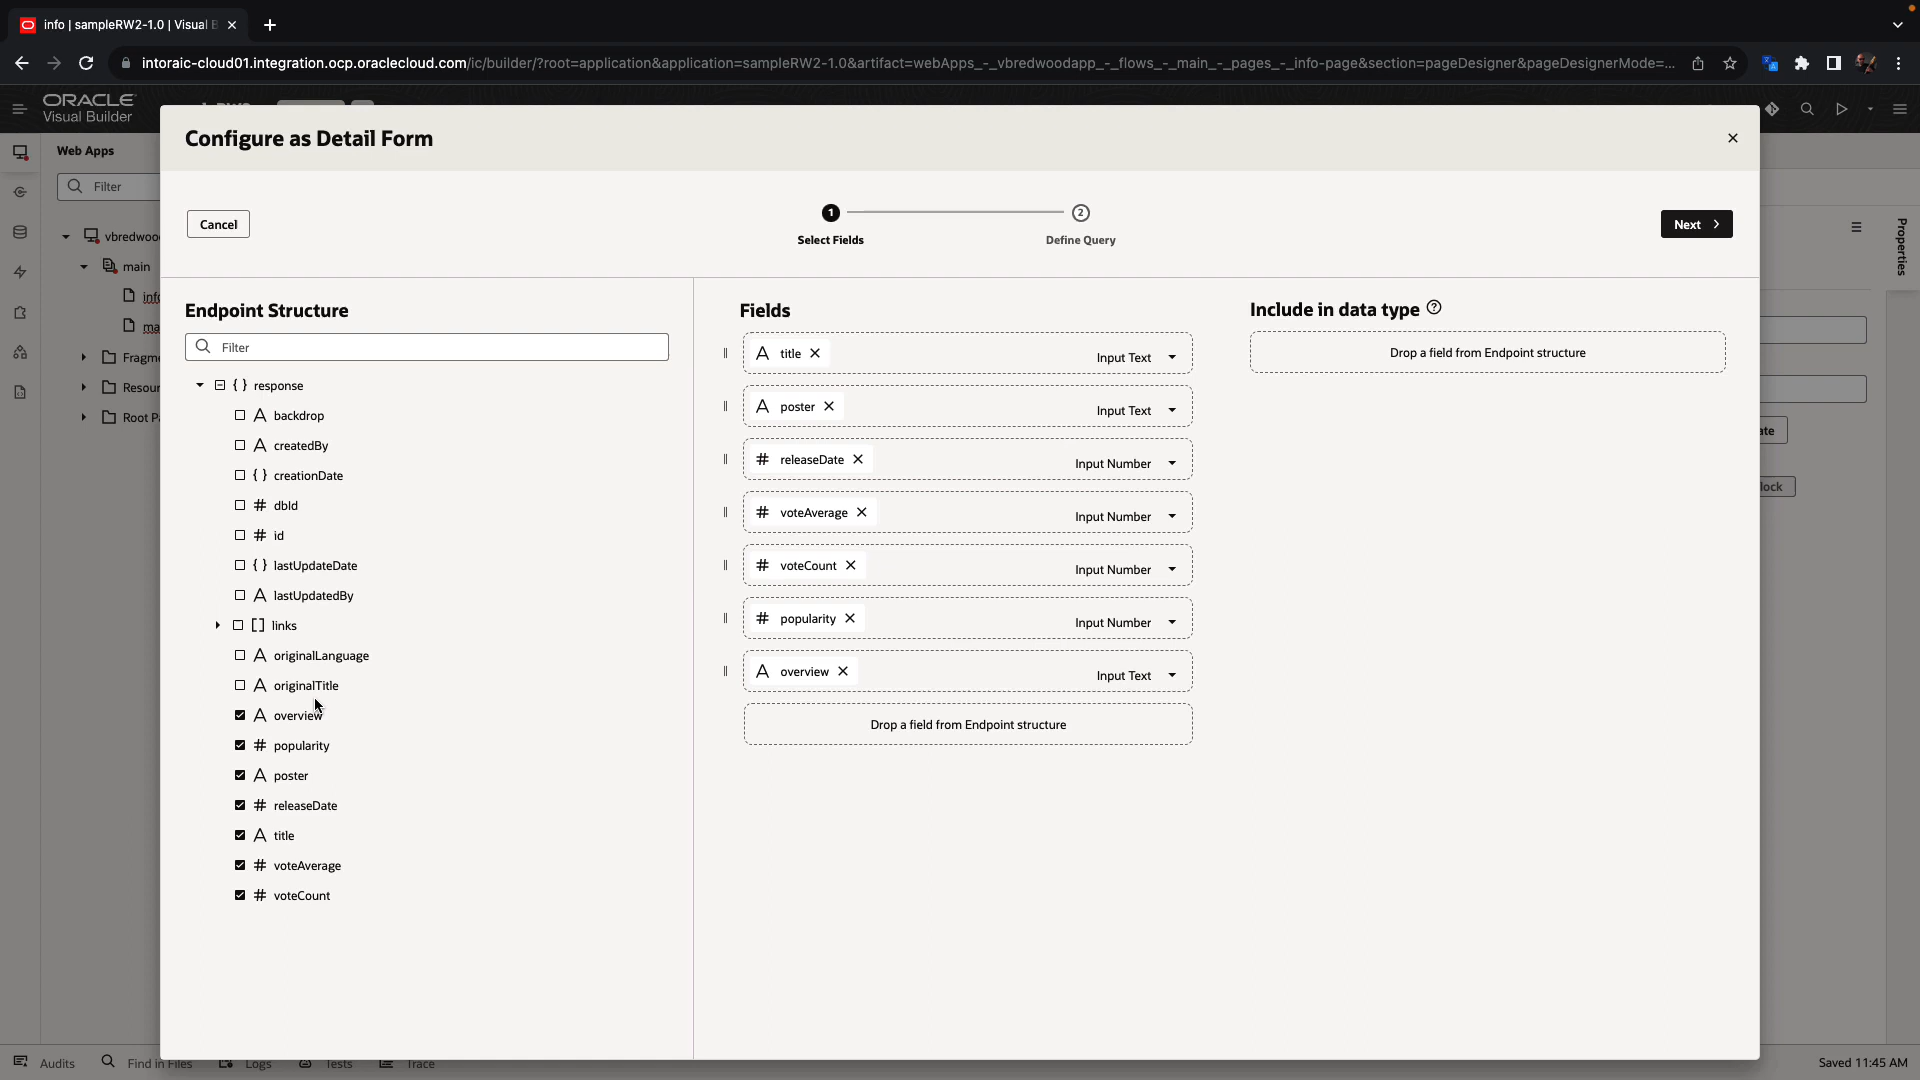 info | sampleRW2-1.0 | Visual B
intoraic-cloud01.integration.ocp.oraclecloud.com/ic/builder/?root=application&application=sampleRW2-1.0&artifact=webApps_-_vbredwoodapp_-_flows_-_main_-_pages_-_info-page&section=pageDesigner&pageDesignerMode=...
ORACLE
Visual Builder
Web Apps
Filter
vbredwoo
main
info
ma
Fragme
Resour
Root Pa
Configure as Detail Form
Cancel
1
Select Fields
2
Define Query
Next
Properties
Endpoint Structure
Filter
{ } response
A backdrop
A createdBy
{ } creationDate
# dbId
# id
{ } lastUpdateDate
A lastUpdatedBy
[ ] links
A originalLanguage
A originalTitle
A overview
# popularity
A poster
# releaseDate
A title
# voteAverage
# voteCount
Fields
A title Input Text
A poster Input Text
# releaseDate Input Number
# voteAverage Input Number
# voteCount Input Number
# popularity Input Number
A overview Input Text
Drop a field from Endpoint structure
Include in data type ?
Drop a field from Endpoint structure
ate
lock
Audits
Find in Files
Logs
Tests
Trace
Saved 11:45 AM